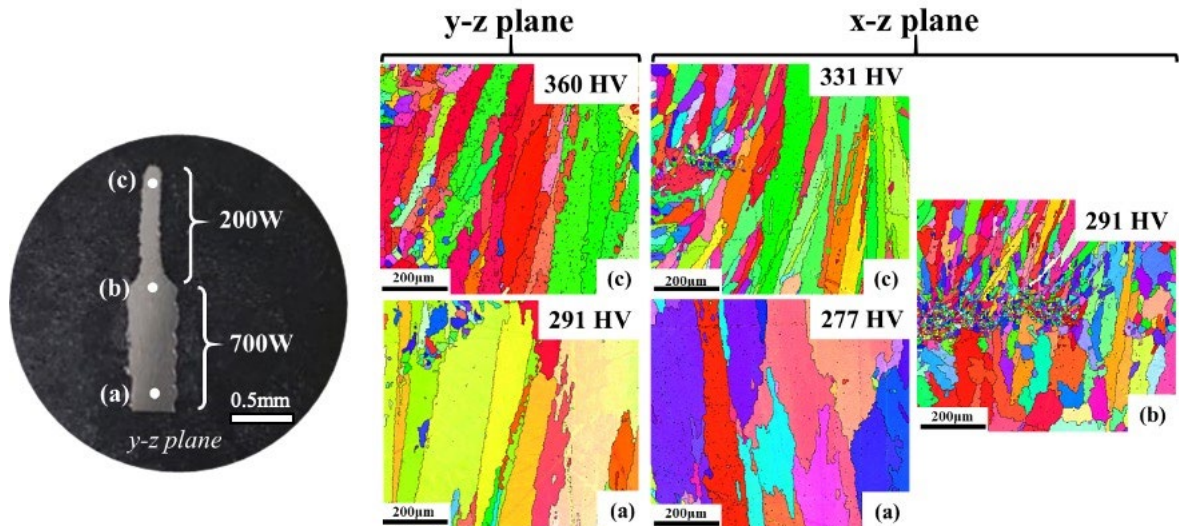 y-z plane
x-z plane
(c)
200W
(b)
700W
(a)
0.5mm
y-z plane
360 HV
200µm
(c)
331 HV
200µm
(c)
291 HV
200µm
(a)
277 HV
200µm
(a)
291 HV
200µm
(b)